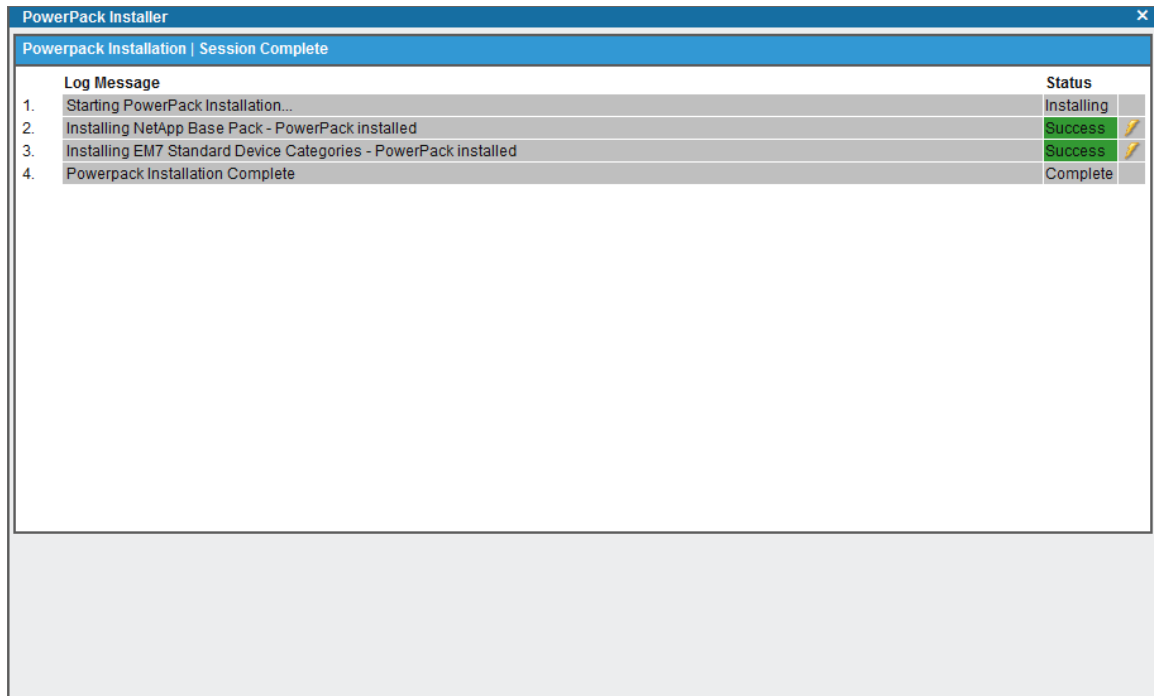 PowerPack Installer ×
Powerpack Installation | Session Complete
Log Message Status
1. Starting PowerPack Installation... Installing
2. Installing NetApp Base Pack - PowerPack installed Success
3. Installing EM7 Standard Device Categories - PowerPack installed Success
4. Powerpack Installation Complete Complete